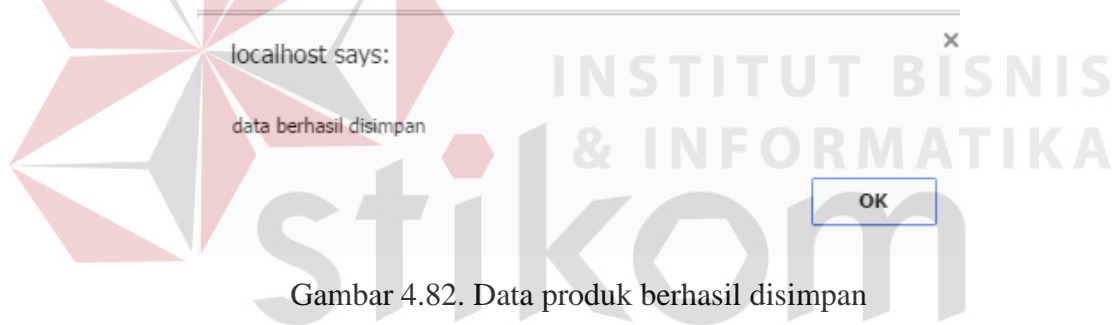 localhost says:
×
data berhasil disimpan
OK
INSTITUT BISNIS
& INFORMATIKA
stikom
Gambar 4.82. Data produk berhasil disimpan